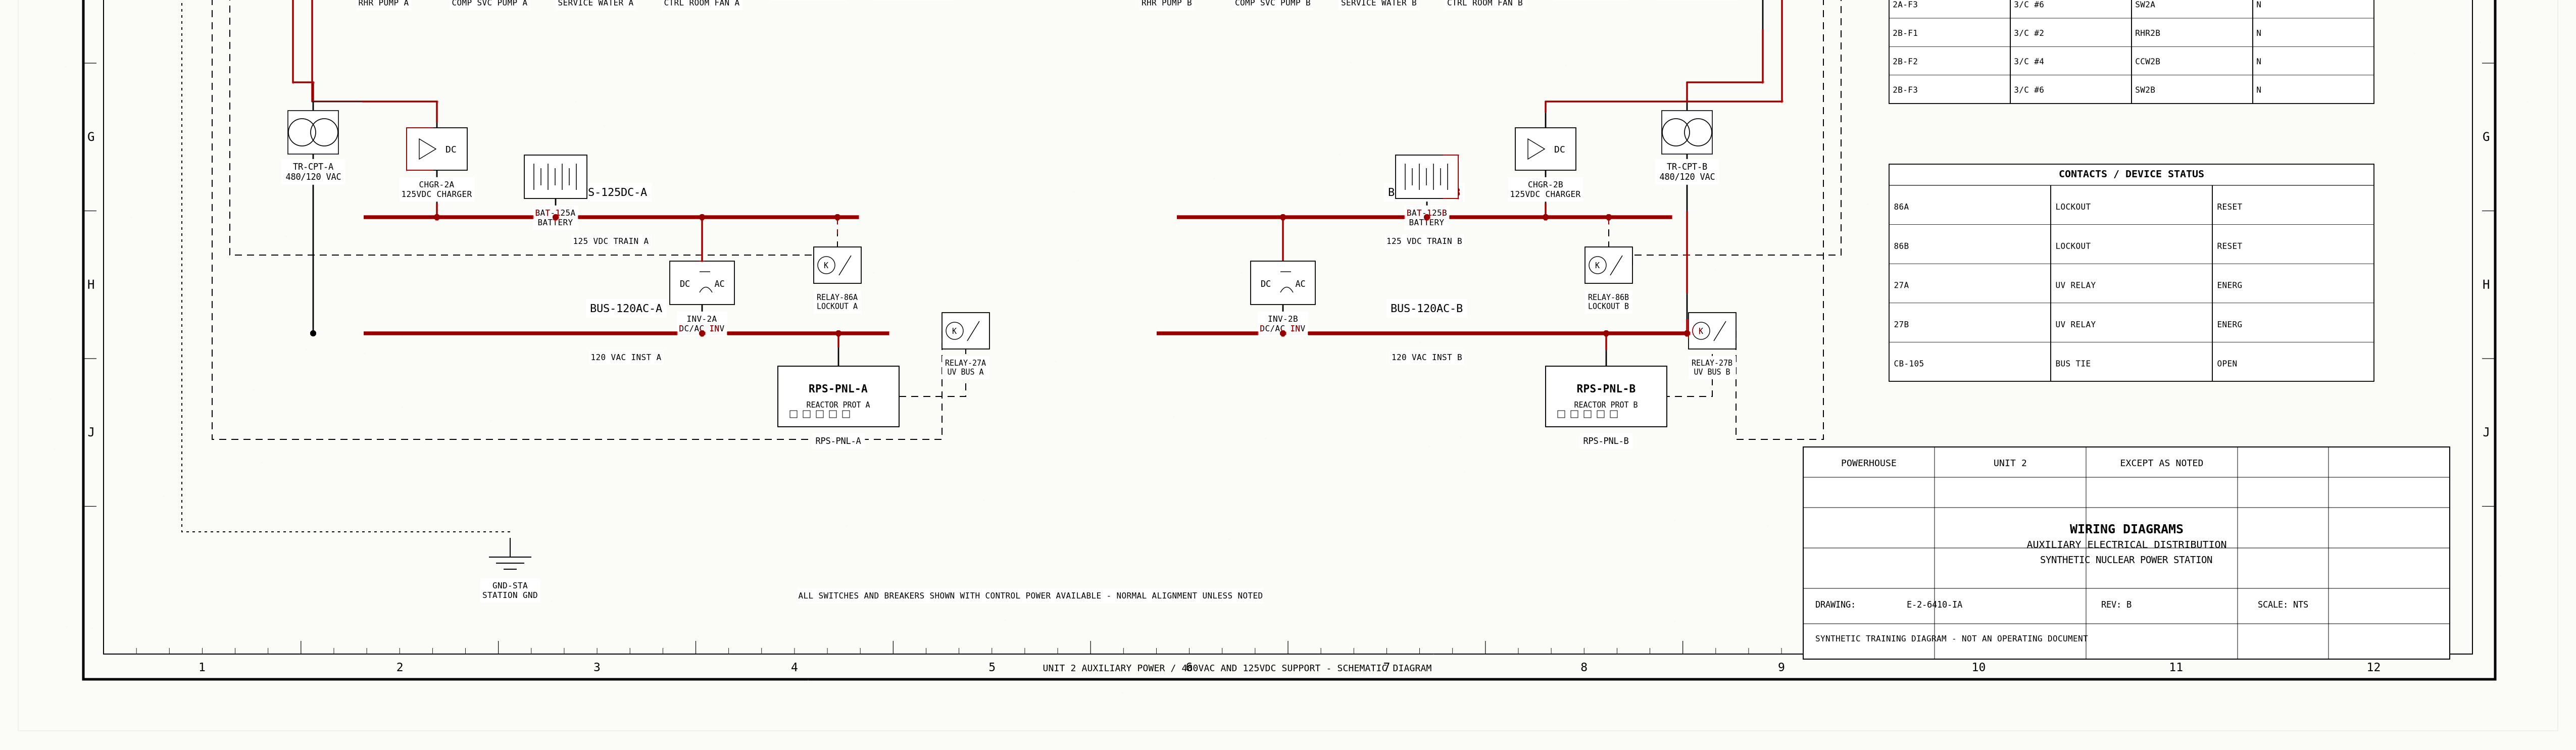 RHR PUMP A COMP SVC PUMP A SERVICE WATER A CTRL ROOM FAN A
RHR PUMP B COMP SVC PUMP B SERVICE WATER B CTRL ROOM FAN B
2A-F3 3/C #6 SW2A N
2B-F1 3/C #2 RHR2B N
2B-F2 3/C #4 CCW2B N
2B-F3 3/C #6 SW2B N
G
G
TR-CPT-A
480/120 VAC
DC
CHGR-2A
125VDC CHARGER
S-125DC-A
BAT-125A
BATTERY
125 VDC TRAIN A
B
BAT-125B
BATTERY
125 VDC TRAIN B
DC
CHGR-2B
125VDC CHARGER
TR-CPT-B
480/120 VAC
CONTACTS / DEVICE STATUS
86A LOCKOUT RESET
86B LOCKOUT RESET
27A UV RELAY ENERG
27B UV RELAY ENERG
CB-105 BUS TIE OPEN
H
H
K
RELAY-86A
LOCKOUT A
DC AC
INV-2A
DC/AC INV
BUS-120AC-A
120 VAC INST A
K
RELAY-27A
UV BUS A
DC AC
INV-2B
DC/AC INV
BUS-120AC-B
120 VAC INST B
K
RELAY-86B
LOCKOUT B
K
RELAY-27B
UV BUS B
J
J
RPS-PNL-A
REACTOR PROT A
RPS-PNL-A
RPS-PNL-B
REACTOR PROT B
RPS-PNL-B
GND-STA
STATION GND
ALL SWITCHES AND BREAKERS SHOWN WITH CONTROL POWER AVAILABLE - NORMAL ALIGNMENT UNLESS NOTED
POWERHOUSE UNIT 2 EXCEPT AS NOTED
WIRING DIAGRAMS
AUXILIARY ELECTRICAL DISTRIBUTION
SYNTHETIC NUCLEAR POWER STATION
DRAWING: E-2-6410-IA REV: B SCALE: NTS
SYNTHETIC TRAINING DIAGRAM - NOT AN OPERATING DOCUMENT
1 2 3 4 5 6 7 8 9 10 11 12
UNIT 2 AUXILIARY POWER / 480VAC AND 125VDC SUPPORT - SCHEMATIC DIAGRAM